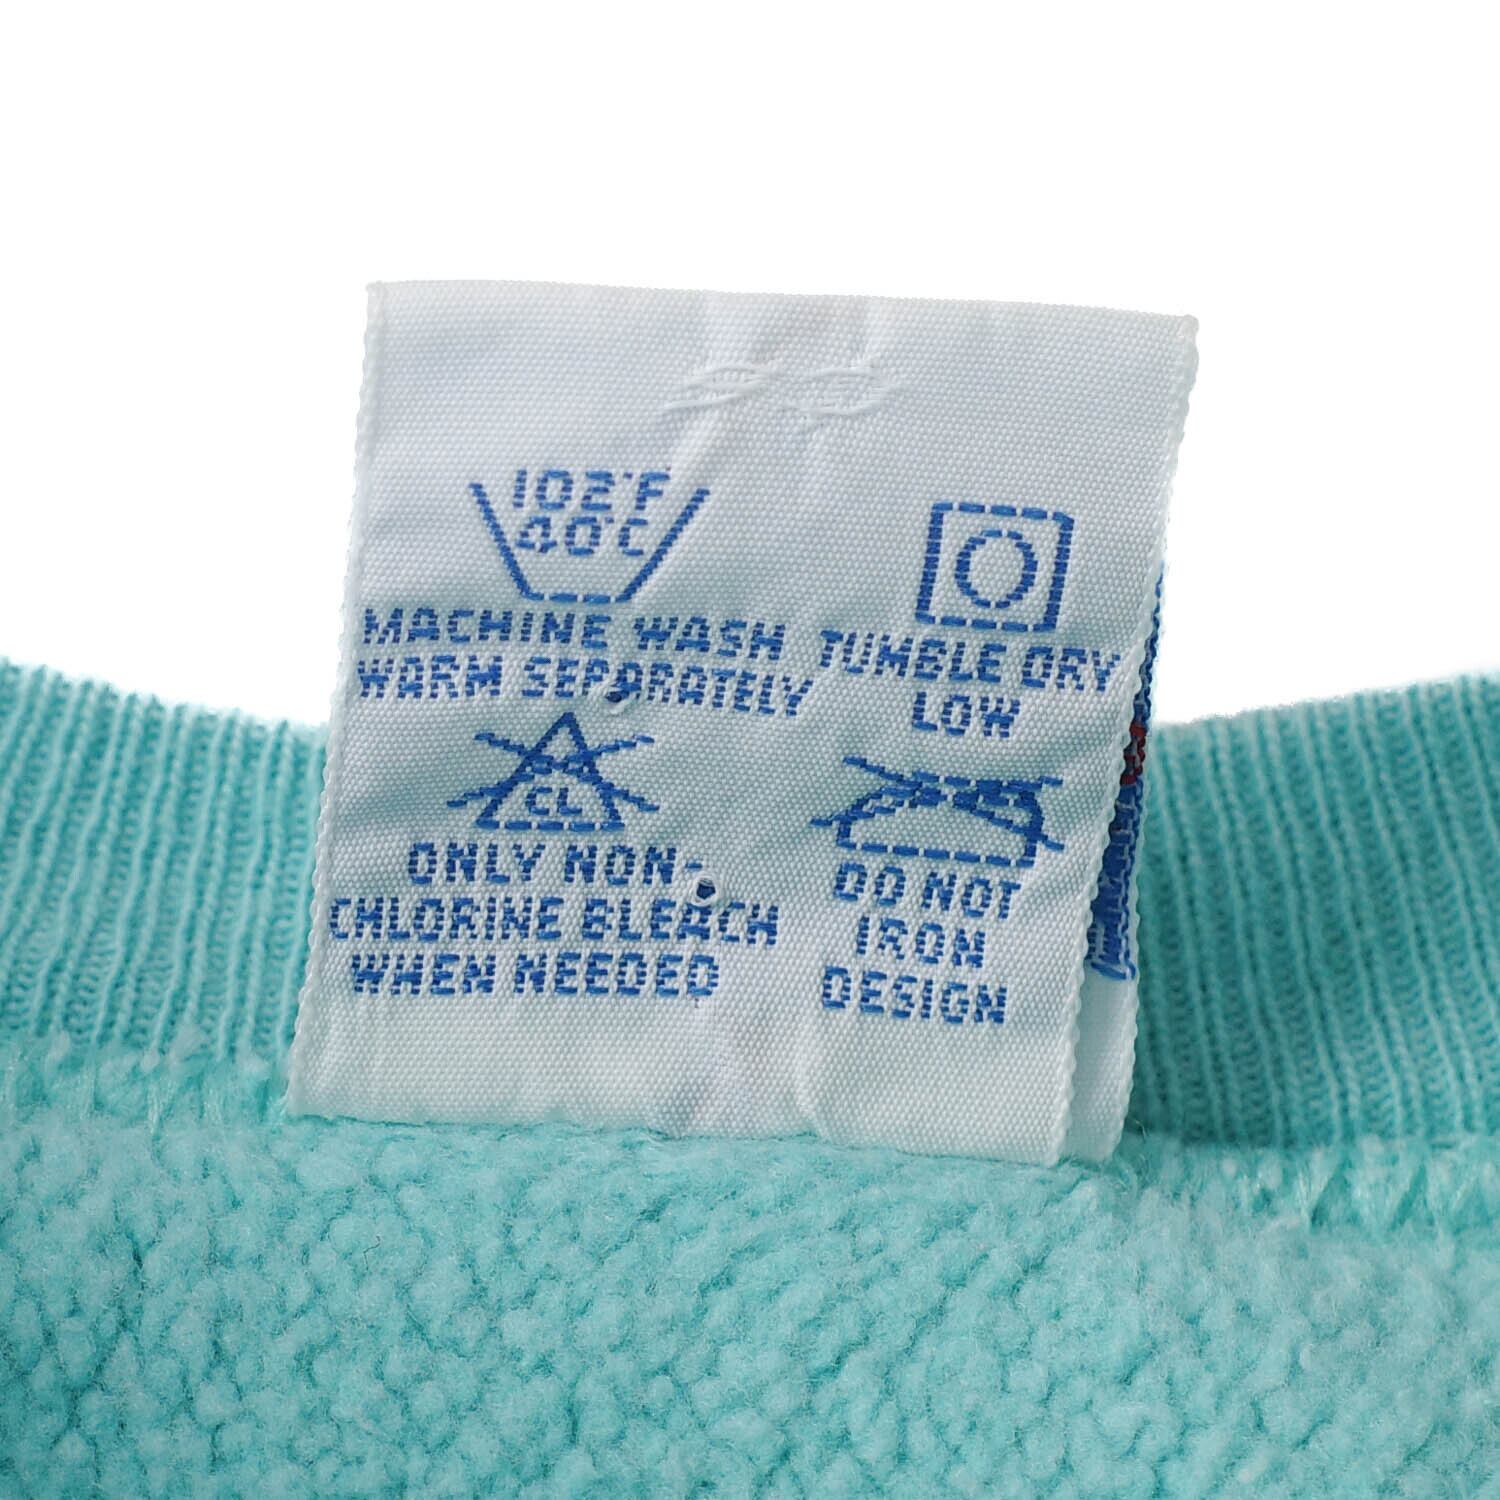 102°F
40°C
MACHINE WASH
WARM SEPARATELY
TUMBLE DRY
LOW
CL
ONLY NON-
CHLORINE BLEACH
WHEN NEEDED
DO NOT
IRON
DESIGN